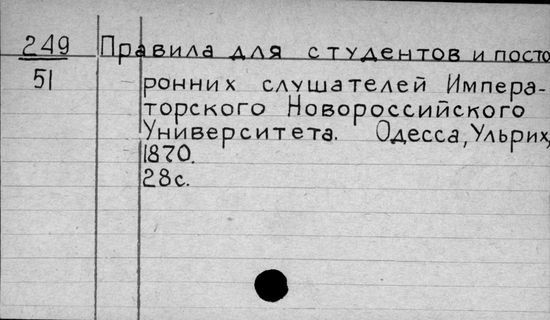 249 Правила для студентов и посто
51 ронних слушателей Импера-
торского Новороссийского
Университета. Одесса, Ульрих,
1870.
28с.